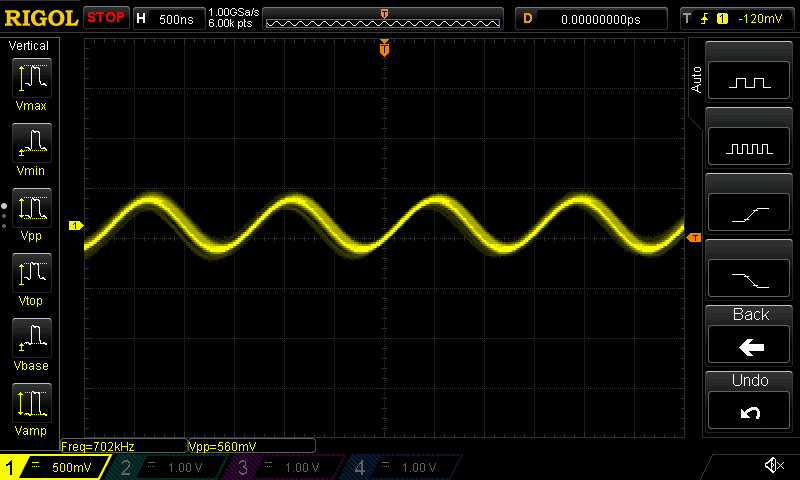 RIGOL STOP H 500ns 1.00GSa/s 6.00k pts T D 0.00000000ps T 1 -120mV
Vertical
T
Auto
Vmax
Vmin
Vpp
1
T
Vtop
Back
Vbase
Undo
Vamp
Freq=702kHz Vpp=560mV
1 500mV 2 1.00 V 3 1.00 V 4 1.00 V